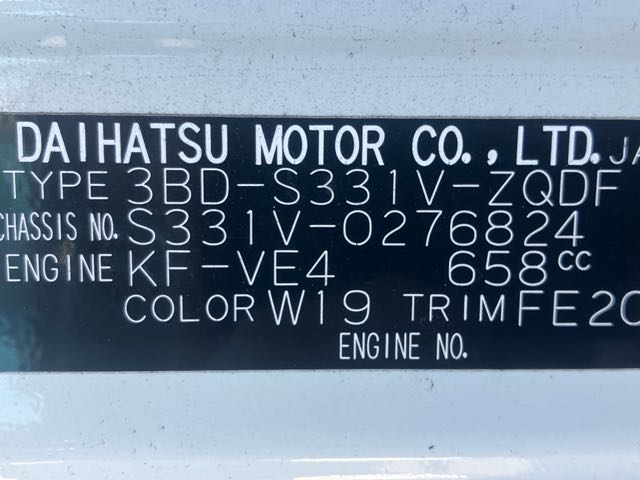 DAIHATSU MOTOR CO., LTD. JA
TYPE 3BD-S331V-ZQDF
CHASSIS NO. S331V-0276824
ENGINE KF-VE4 658cc
COLOR W19 TRIM FE20
ENGINE NO.